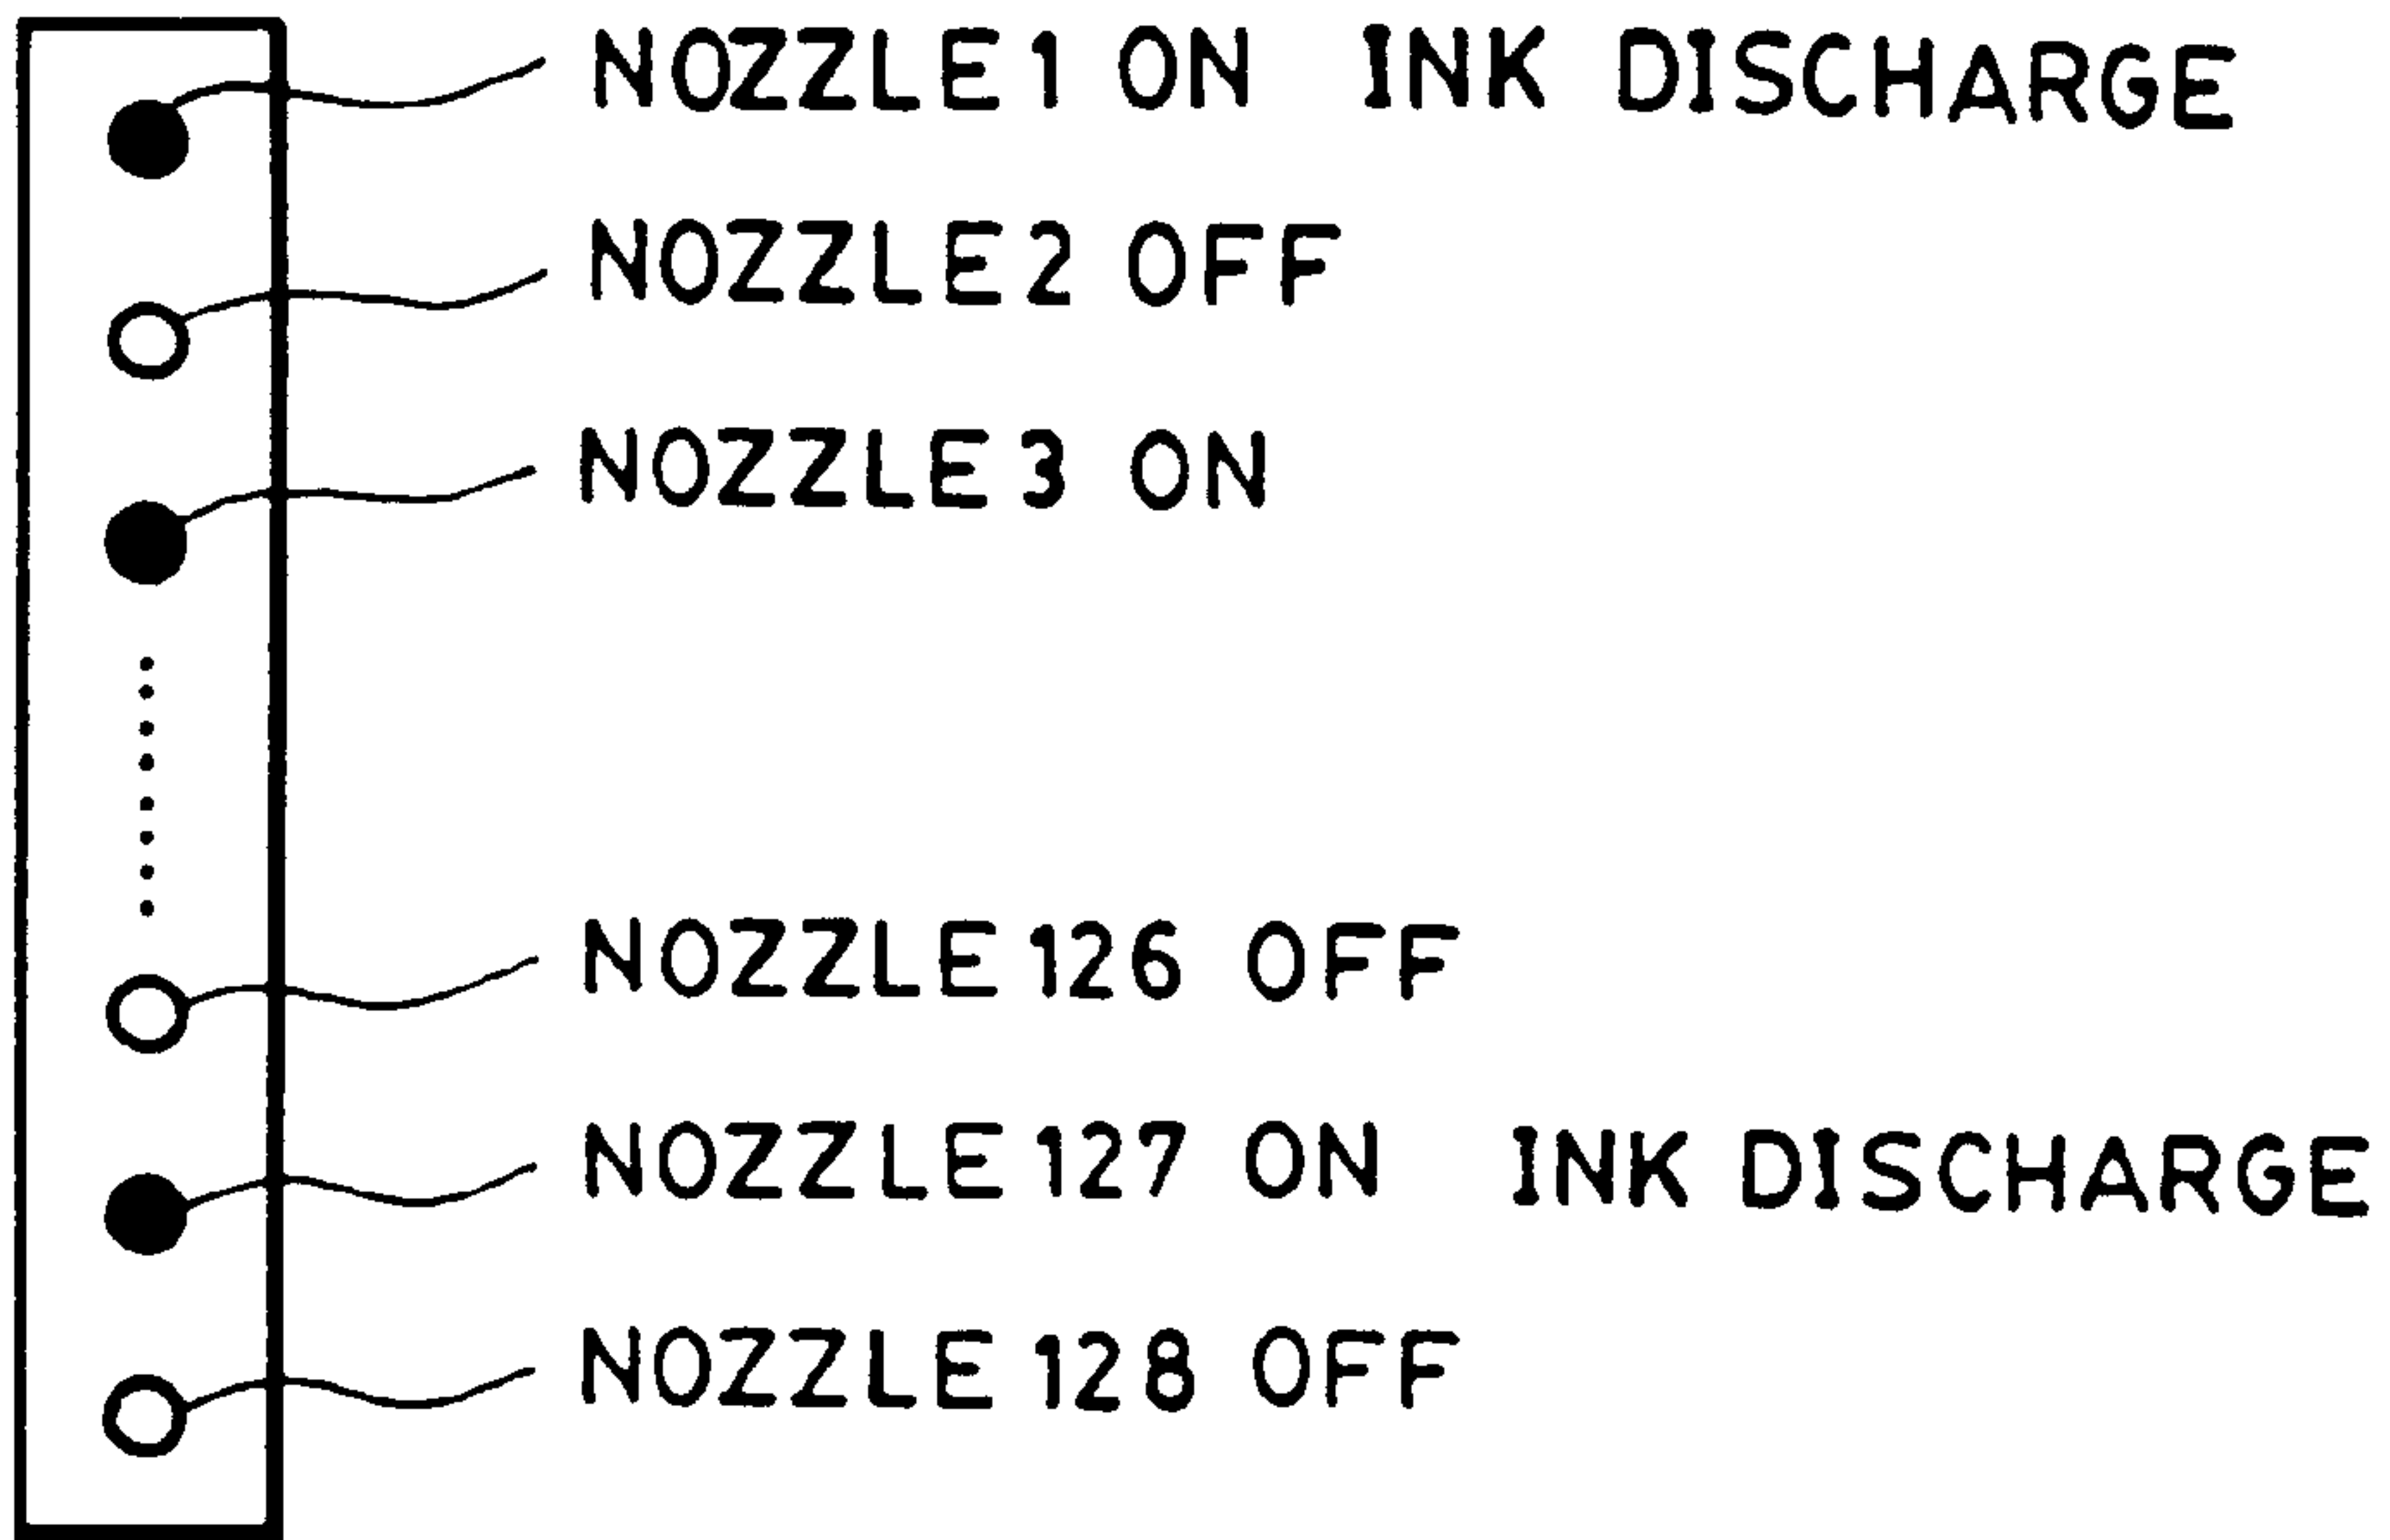 NOZZLE 1 ON INK DISCHARGE
NOZZLE 2 OFF
NOZZLE 3 ON
NOZZLE 126 OFF
NOZZLE 127 ON INK DISCHARGE
NOZZLE 128 OFF